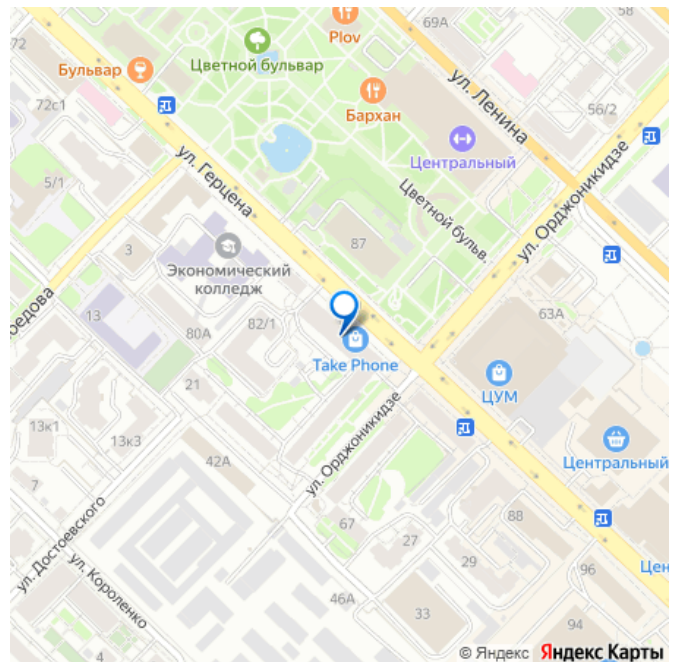 58
69А
72
Plov
Бульвар
Цветной бульвар
ул. Ленина
72с1
56/2
Бархан
ул. Герцена
Центральный
ул. Орджоникидзе
5/1
Цветной бульв.
87
3
Экономический
колледж
63А
13
80А
82/1
Take Phone
ЦУМ
21
ул. Орджоникидзе
13к1
13к3
42А
Центральный
7
ул. Достоевского
67
88
27
ул. Короленко
29
Цен
96
46А
33
94
4
© Яндекс Яндекс Карты